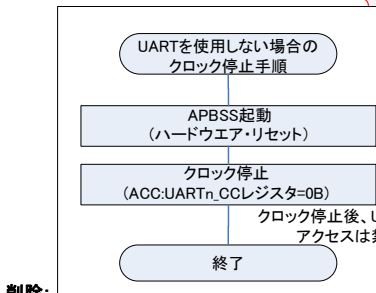 UARTを使用しない場合の
クロック停止手順
APBSS起動
(ハードウエア・リセット)
クロック停止
(ACC:UARTn_CCレジスタ=0B)
クロック停止後、U
アクセスは
終了
削除: